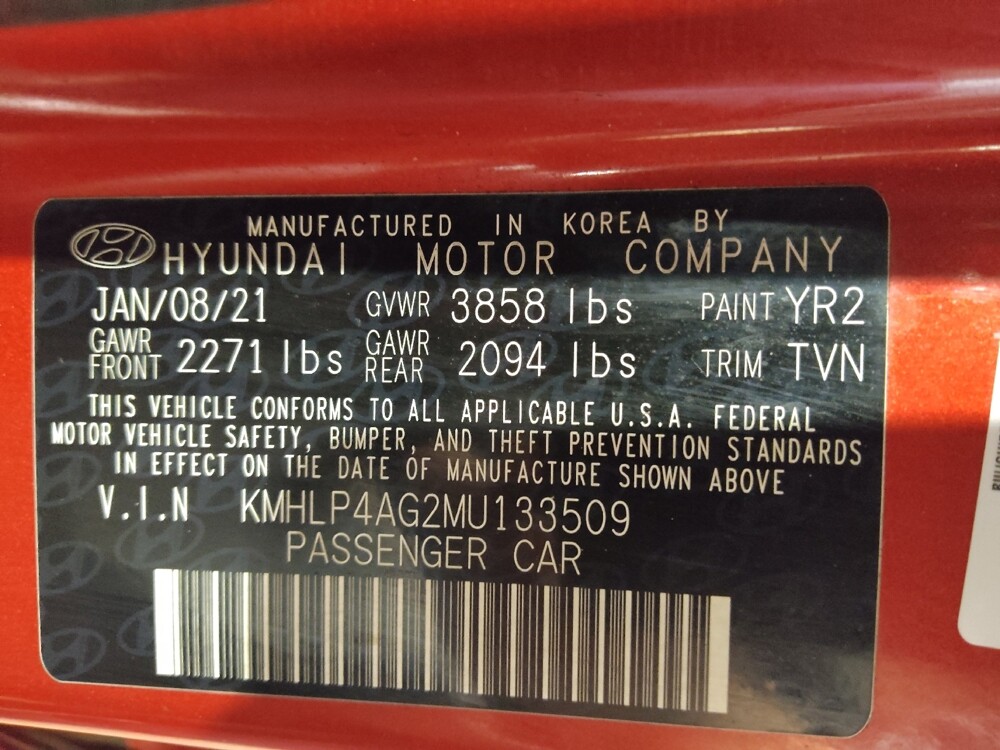 MANUFACTURED IN KOREA BY
HYUNDAI MOTOR COMPANY
JAN/08/21 GVWR 3858 lbs PAINT YR2
GAWR FRONT 2271 lbs GAWR REAR 2094 lbs TRIM TVN
THIS VEHICLE CONFORMS TO ALL APPLICABLE U.S.A. FEDERAL
MOTOR VEHICLE SAFETY, BUMPER, AND THEFT PREVENTION STANDARDS
IN EFFECT ON THE DATE OF MANUFACTURE SHOWN ABOVE
V.I.N KMHLP4AG2MU133509
PASSENGER CAR